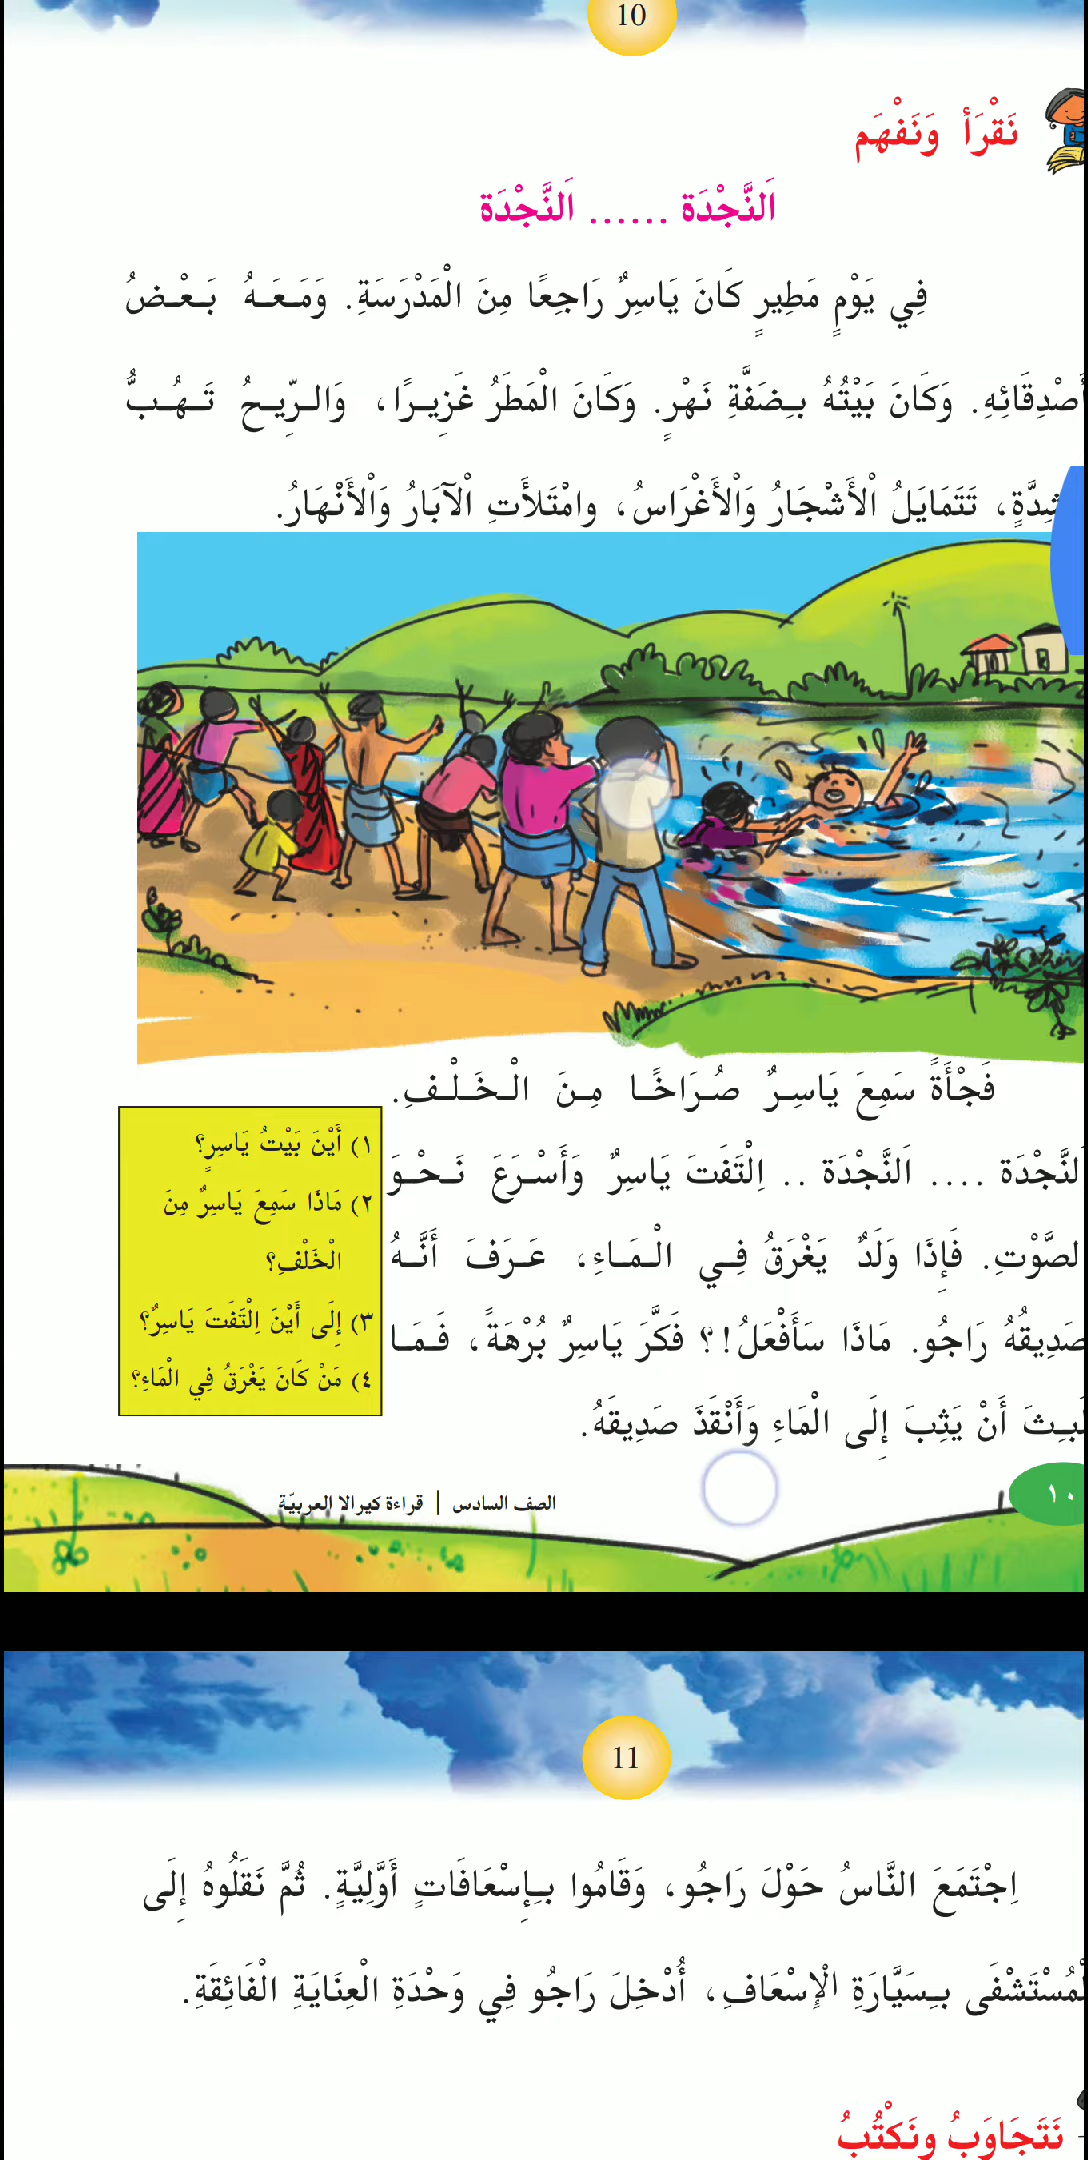 10
نَقْرَأ وَنَفْهَم
اَلنَّجْدَة ...... اَلنَّجْدَة
فِي يَوْمٍ مَطِيرٍ كَانَ يَاسِرٌ رَاجِعًا مِنَ الْمَدْرَسَةِ. وَمَعَهُ بَعْضُ
أَصْدِقَائِهِ. وَكَانَ بَيْتُهُ بِضَفَّةِ نَهْرٍ. وَكَانَ الْمَطَرُ غَزِيرًا، وَالرِّيحُ تَهُبُّ
شِدَّةٍ، تَتَمَايَلُ الْأَشْجَارُ وَالْأَغْرَاسُ، وامْتَلأَتِ الْآبَارُ وَالْأَنْهَارُ.
فَجْأَةً سَمِعَ يَاسِرٌ صُرَاخًا مِنَ الْخَلْفِ.
لنَّجْدَة .... اَلنَّجْدَة .. اِلْتَفَتَ يَاسِرٌ وَأَسْرَعَ نَحْوَ
لصَّوْتِ. فَإِذَا وَلَدٌ يَغْرَقُ فِي الْمَاءِ، عَرَفَ أَنَّهُ
صَدِيقُهُ رَاجُو. مَاذَا سَأَفْعَلُ!؟ فَكَّرَ يَاسِرٌ بُرْهَةً، فَمَا
لَبِثَ أَنْ يَثِبَ إِلَى الْمَاءِ وَأَنْقَذَ صَدِيقَهُ.
١) أَيْنَ بَيْتُ يَاسِرٍ؟
٢) مَاذَا سَمِعَ يَاسِرٌ مِنَ
الْخَلْفِ؟
٣) إِلَى أَيْنَ اِلْتَفَتَ يَاسِرٌ؟
٤) مَنْ كَانَ يَغْرَقُ فِي الْمَاءِ؟
١٠
الصف السادس | قراءة كيرالا العربيّة
11
اِجْتَمَعَ النَّاسُ حَوْلَ رَاجُو، وَقَامُوا بِإِسْعَافَاتٍ أَوَّلِيَّةٍ. ثُمَّ نَقَلُوهُ إِلَى
لْمُسْتَشْفَى بِسَيَّارَةِ الْإِسْعَافِ، أُدْخِلَ رَاجُو فِي وَحْدَةِ الْعِنَايَةِ الْفَائِقَةِ.
نَتَجَاوَبُ ونَكْتُبُ